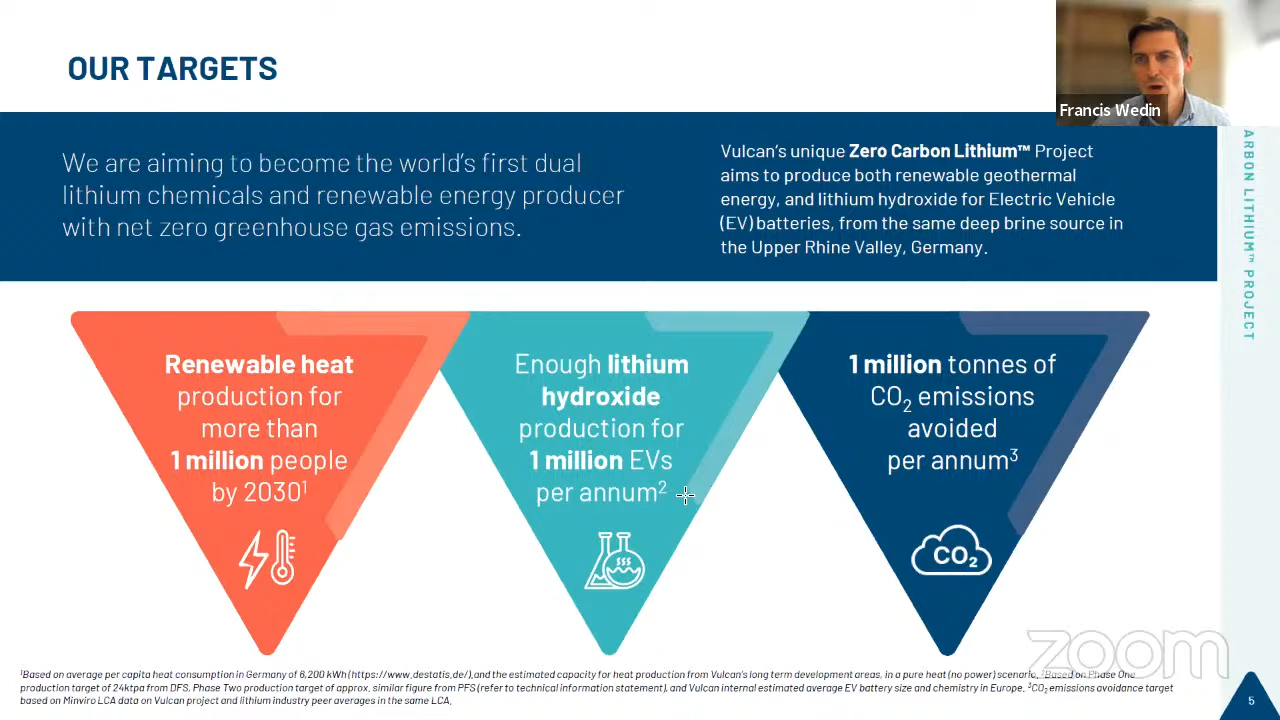 OUR TARGETS
Francis Wedin
We are aiming to become the world's first dual
lithium chemicals and renewable energy producer
with net zero greenhouse gas emissions.
Vulcan's unique Zero Carbon Lithium™ Project
aims to produce both renewable geothermal
energy, and lithium hydroxide for Electric Vehicle
(EV) batteries, from the same deep brine source in
the Upper Rhine Valley, Germany.
ARBON LITHIUM™ PROJECT
Renewable heat
production for
more than
1 million people
by 2030¹
Enough lithium
hydroxide
production for
1 million EVs
per annum²
1 million tonnes of
CO₂ emissions
avoided
per annum³
CO₂
zoom
¹Based on average per capita heat consumption in Germany of 6,200 kWh (https://www.destatis.de/),and the estimated capacity for heat production from Vulcan's long term development areas, in a pure heat (no power) scenario. ²Based on Phase One
production target of 24ktpa from DFS, Phase Two production target of approx. similar figure from PFS (refer to technical information statement), and Vulcan internal estimated average EV battery size and chemistry in Europe. ³CO₂ emissions avoidance target
based on Minviro LCA data on Vulcan project and lithium industry peer averages in the same LCA.
5